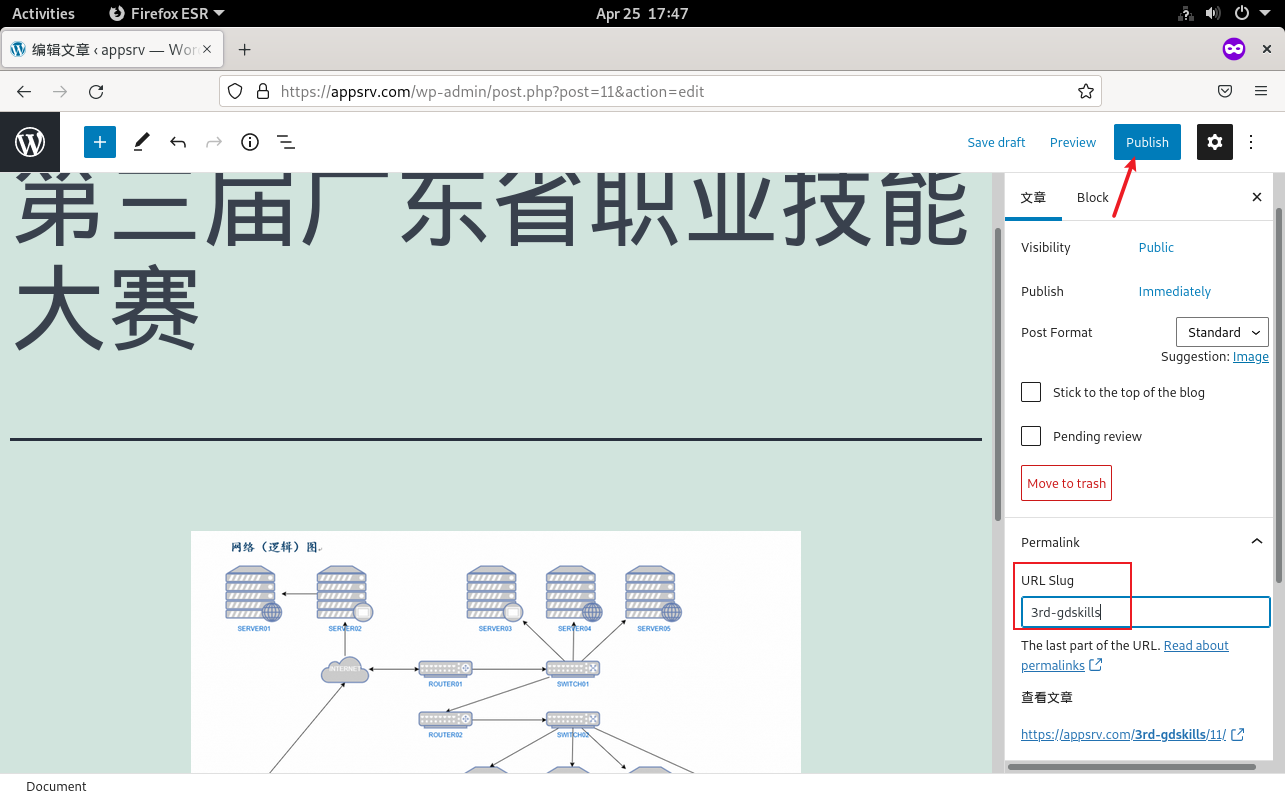 Activities
Firefox ESR
Apr 25 17:47
编辑文章 ‹ appsrv — Wor
https://appsrv.com/wp-admin/post.php?post=11&action=edit
Save draft
Preview
Publish
第三届广东省职业技能
大赛
文章
Block
Visibility
Public
Publish
Immediately
Post Format
Standard
Suggestion: Image
Stick to the top of the blog
Pending review
Move to trash
Permalink
URL Slug
3rd-gdskills
The last part of the URL. Read about
permalinks
查看文章
https://appsrv.com/3rd-gdskills/11/
网络（逻辑）图
SERVER01
SERVER02
SERVER03
SERVER04
SERVER05
INTERNET
ROUTER01
SWITCH01
ROUTER02
SWITCH02
Document